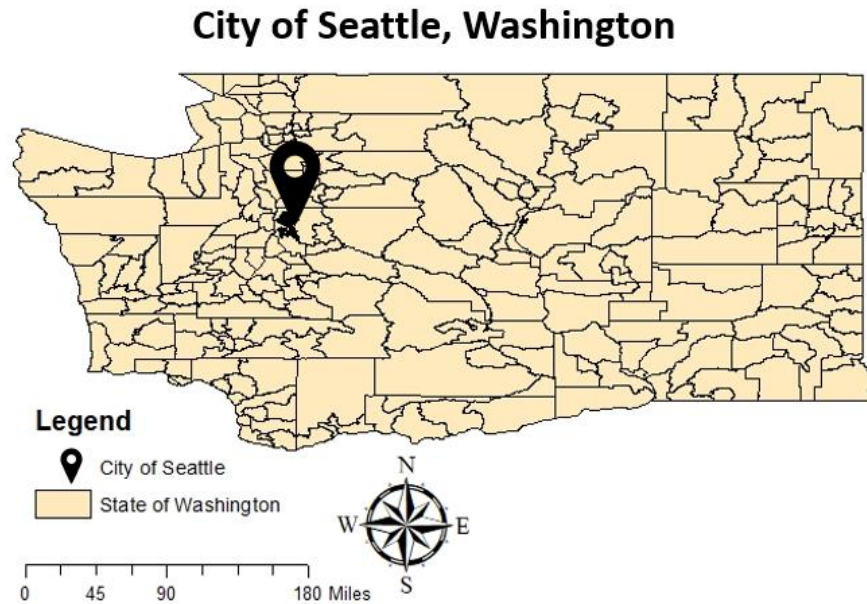 City of Seattle, Washington
Legend
City of Seattle
State of Washington
N
W E
S
0 45 90 180 Miles